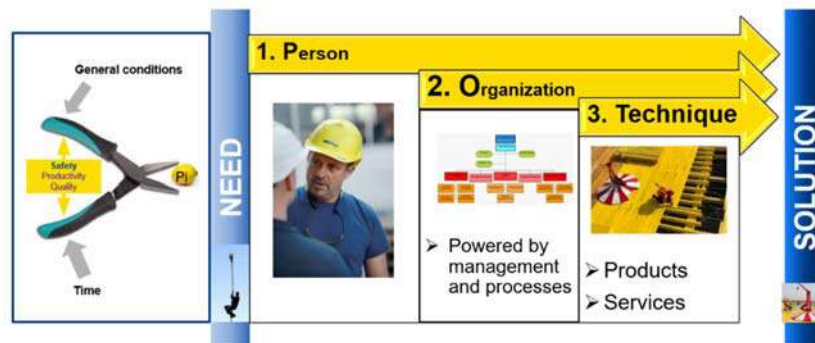 General conditions
Safety
Productivity
Quality
Pj
Time
NEED
1. Person
2. Organization
Powered by
management
and processes
3. Technique
Products
Services
SOLUTION